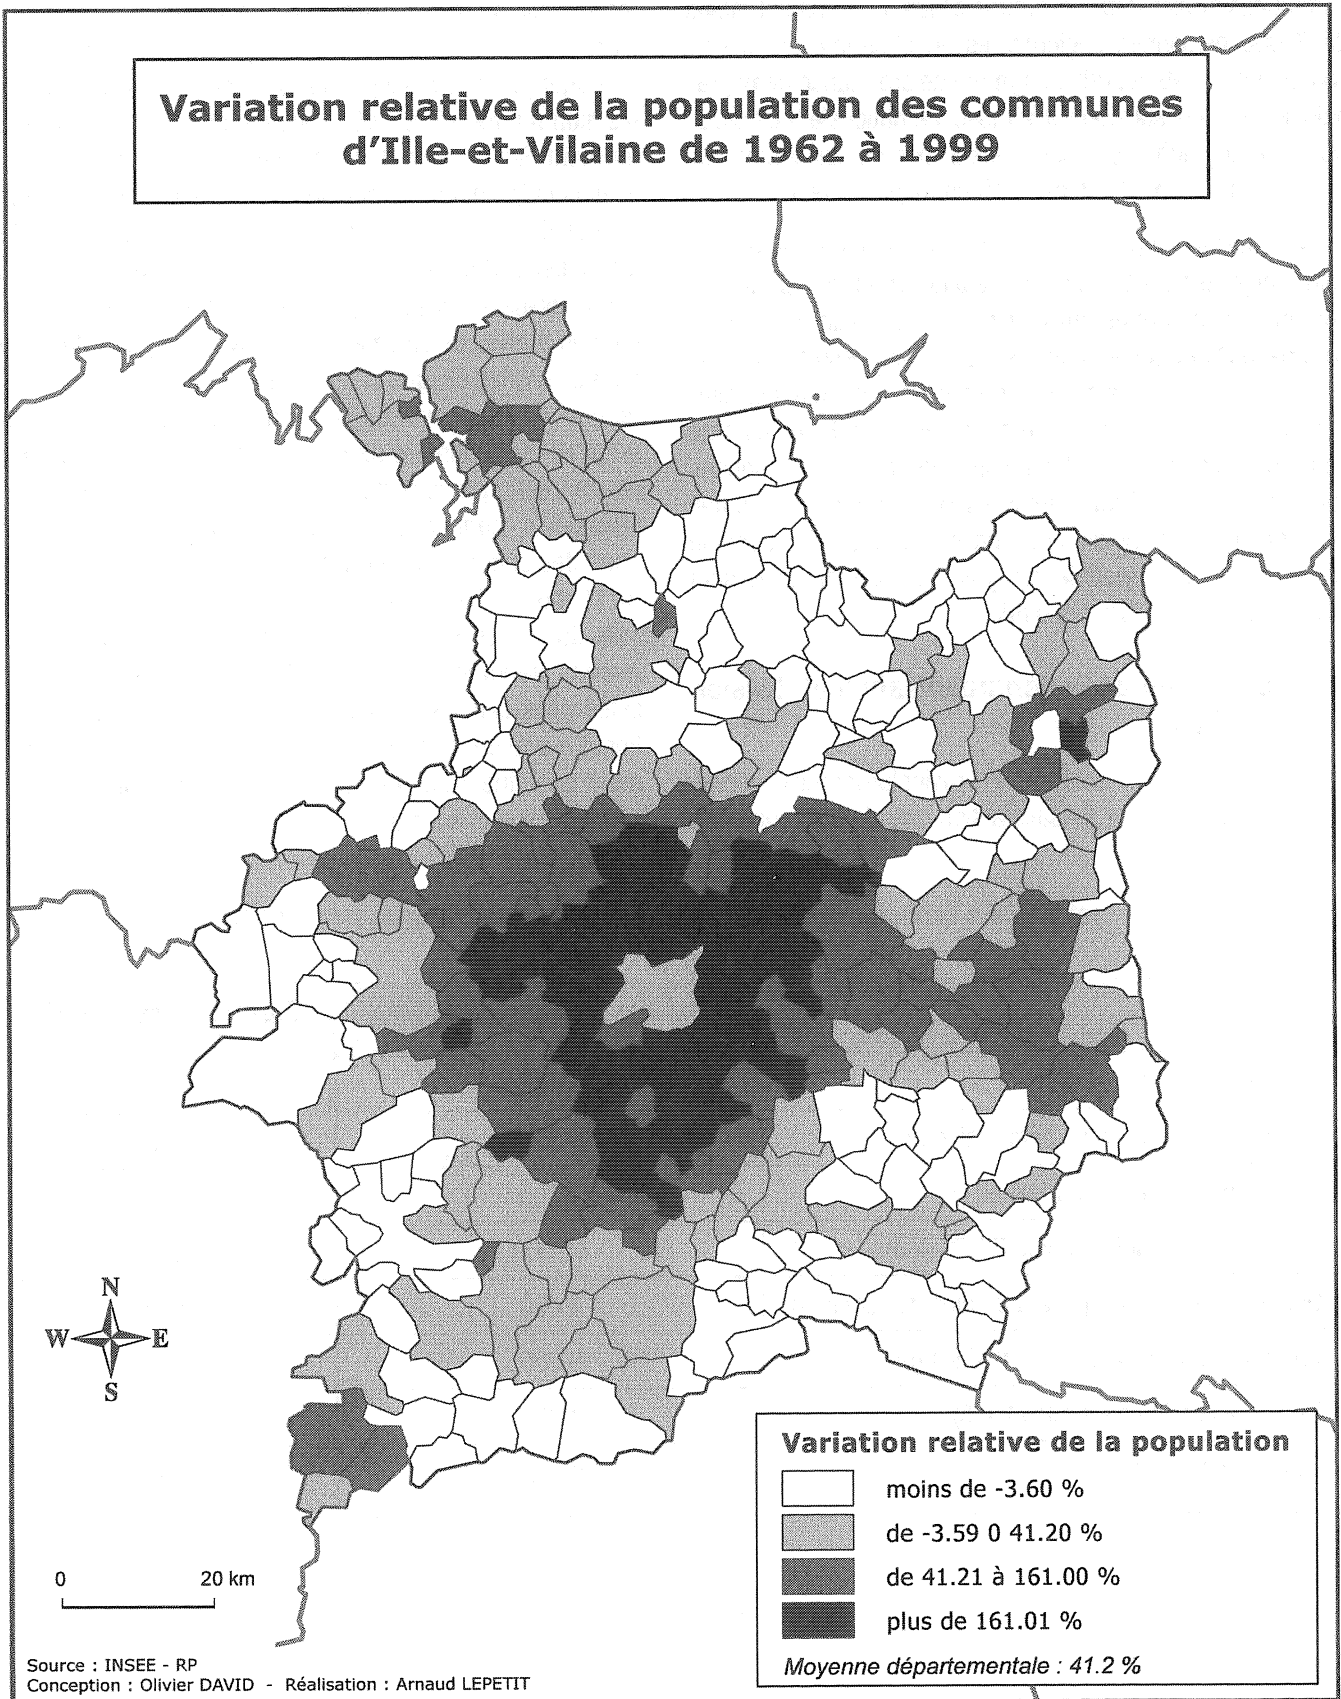 Variation relative de la population des communes
d'Ille-et-Vilaine de 1962 à 1999
N
W E
S
0 20 km
Variation relative de la population
moins de -3.60 %
de -3.59 0 41.20 %
de 41.21 à 161.00 %
plus de 161.01 %
Moyenne départementale : 41.2 %
Source : INSEE - RP
Conception : Olivier DAVID - Réalisation : Arnaud LEPETIT